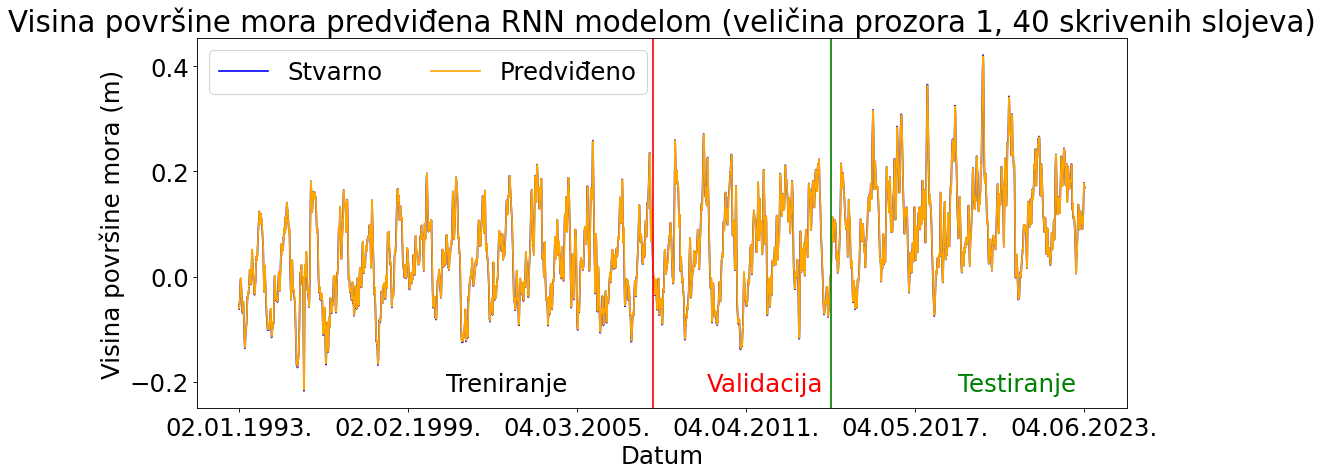 Visina površine mora predviđena RNN modelom (veličina prozora 1, 40 skrivenih slojeva)
Stvarno Predviđeno
Visina površine mora (m)
0.4
0.2
0.0
−0.2
Treniranje Validacija Testiranje
02.01.1993. 02.02.1999. 04.03.2005. 04.04.2011. 04.05.2017. 04.06.2023.
Datum